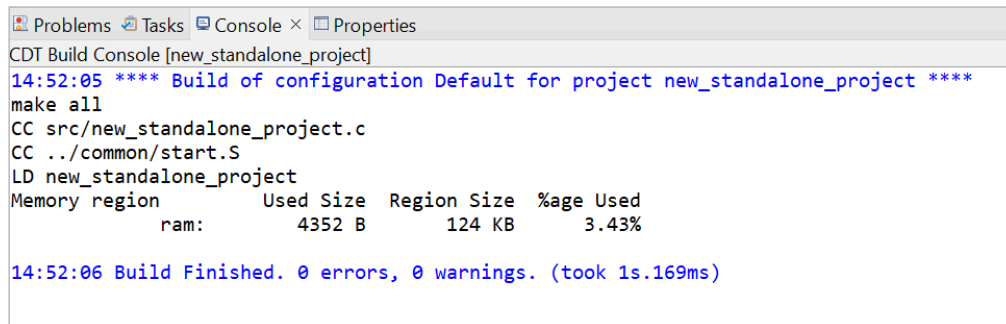 Problems Tasks Console × Properties
CDT Build Console [new_standalone_project]
14:52:05 **** Build of configuration Default for project new_standalone_project ****
make all
CC src/new_standalone_project.c
CC ../common/start.S
LD new_standalone_project
Memory region         Used Size  Region Size  %age Used
             ram:        4352 B       124 KB      3.43%
14:52:06 Build Finished. 0 errors, 0 warnings. (took 1s.169ms)